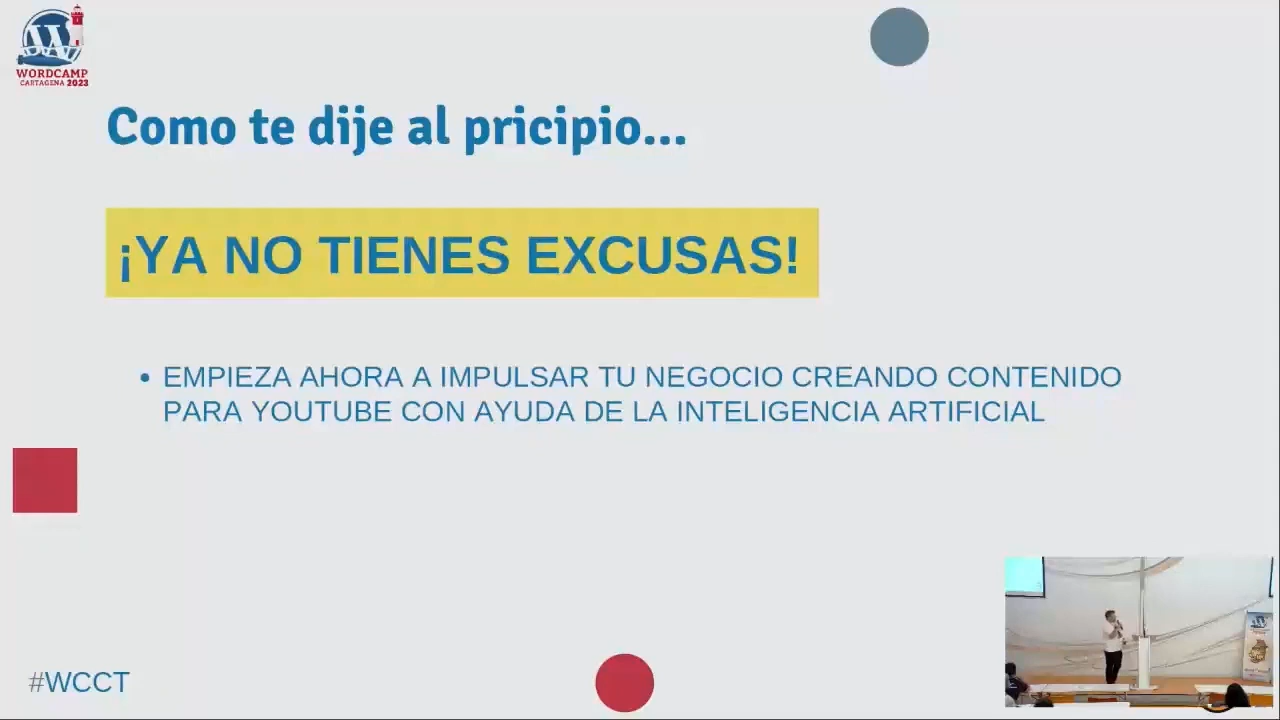 W
WORDCAMP
CARTAGENA 2023
Como te dije al pricipio...
¡YA NO TIENES EXCUSAS!
• EMPIEZA AHORA A IMPULSAR TU NEGOCIO CREANDO CONTENIDO
PARA YOUTUBE CON AYUDA DE LA INTELIGENCIA ARTIFICIAL
#WCCT